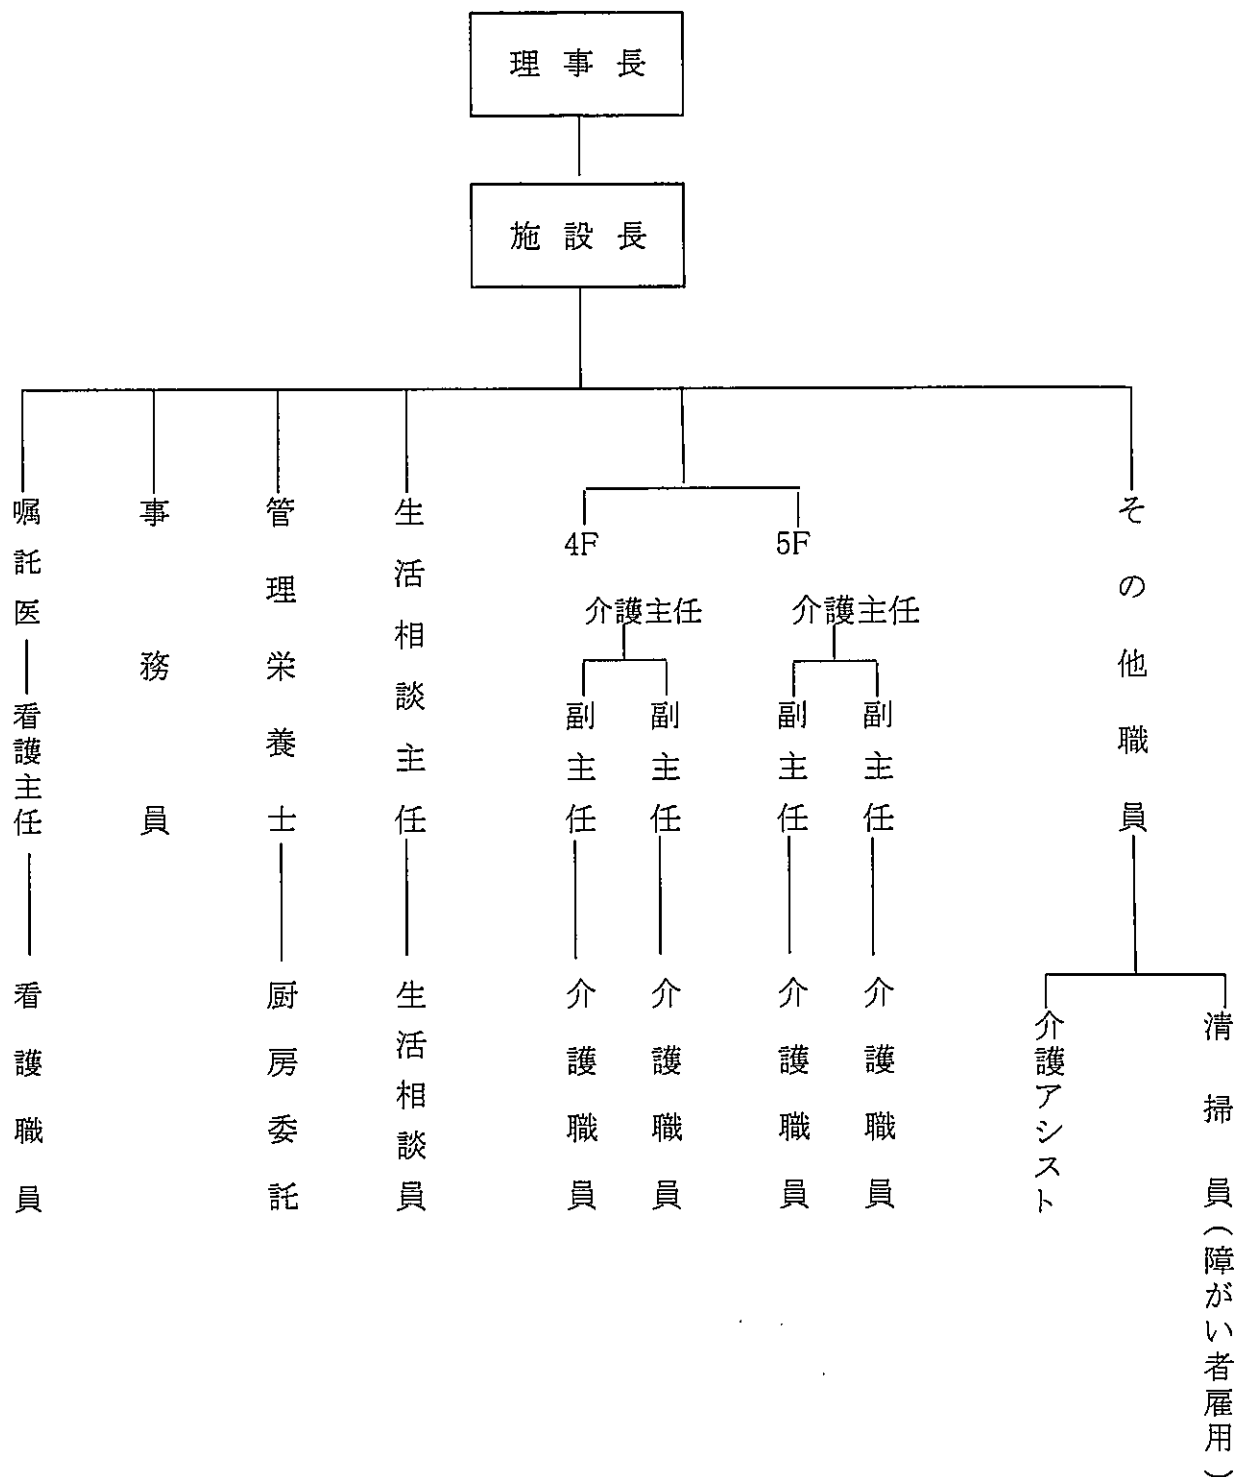 理事長
施設長
嘱託医
看護主任
看護職員
事務員
管理栄養士
厨房委託
生活相談主任
生活相談員
4F
介護主任
副主任
介護職員
副主任
介護職員
5F
介護主任
副主任
介護職員
副主任
介護職員
その他職員
介護アシスト
清掃員(障がい者雇用)